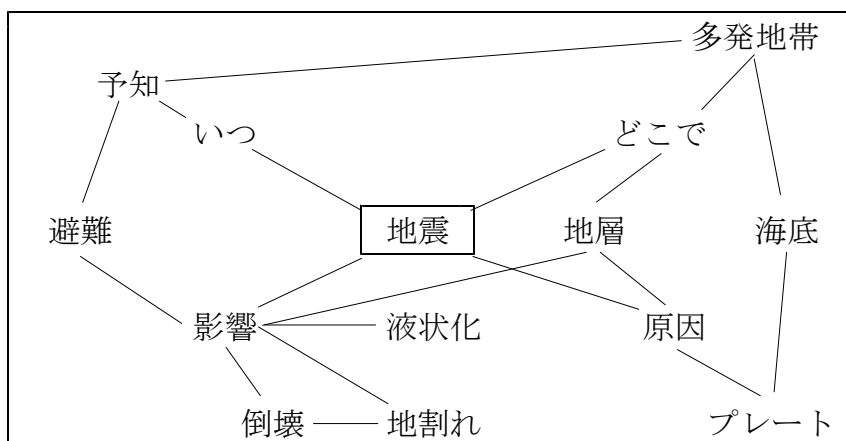 多発地帯
予知
いつ
どこで
避難
地震
地層
海底
影響
液状化
原因
倒壊
地割れ
プレート